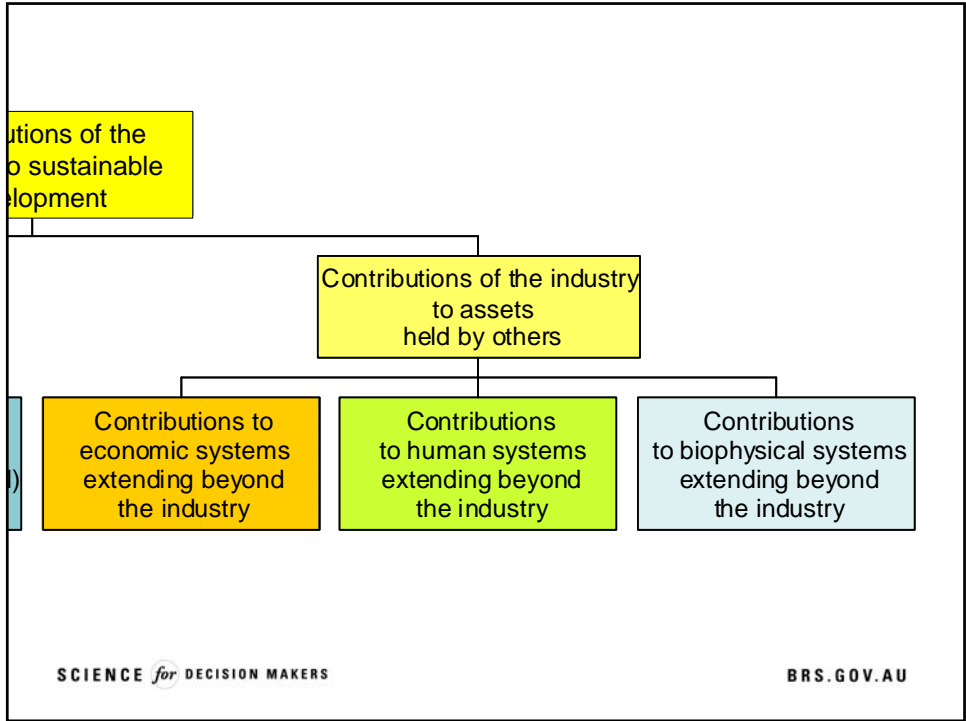 utions of the
o sustainable
elopment
Contributions of the industry
to assets
held by others
l)
Contributions to
economic systems
extending beyond
the industry
Contributions
to human systems
extending beyond
the industry
Contributions
to biophysical systems
extending beyond
the industry
SCIENCE for DECISION MAKERS
BRS.GOV.AU